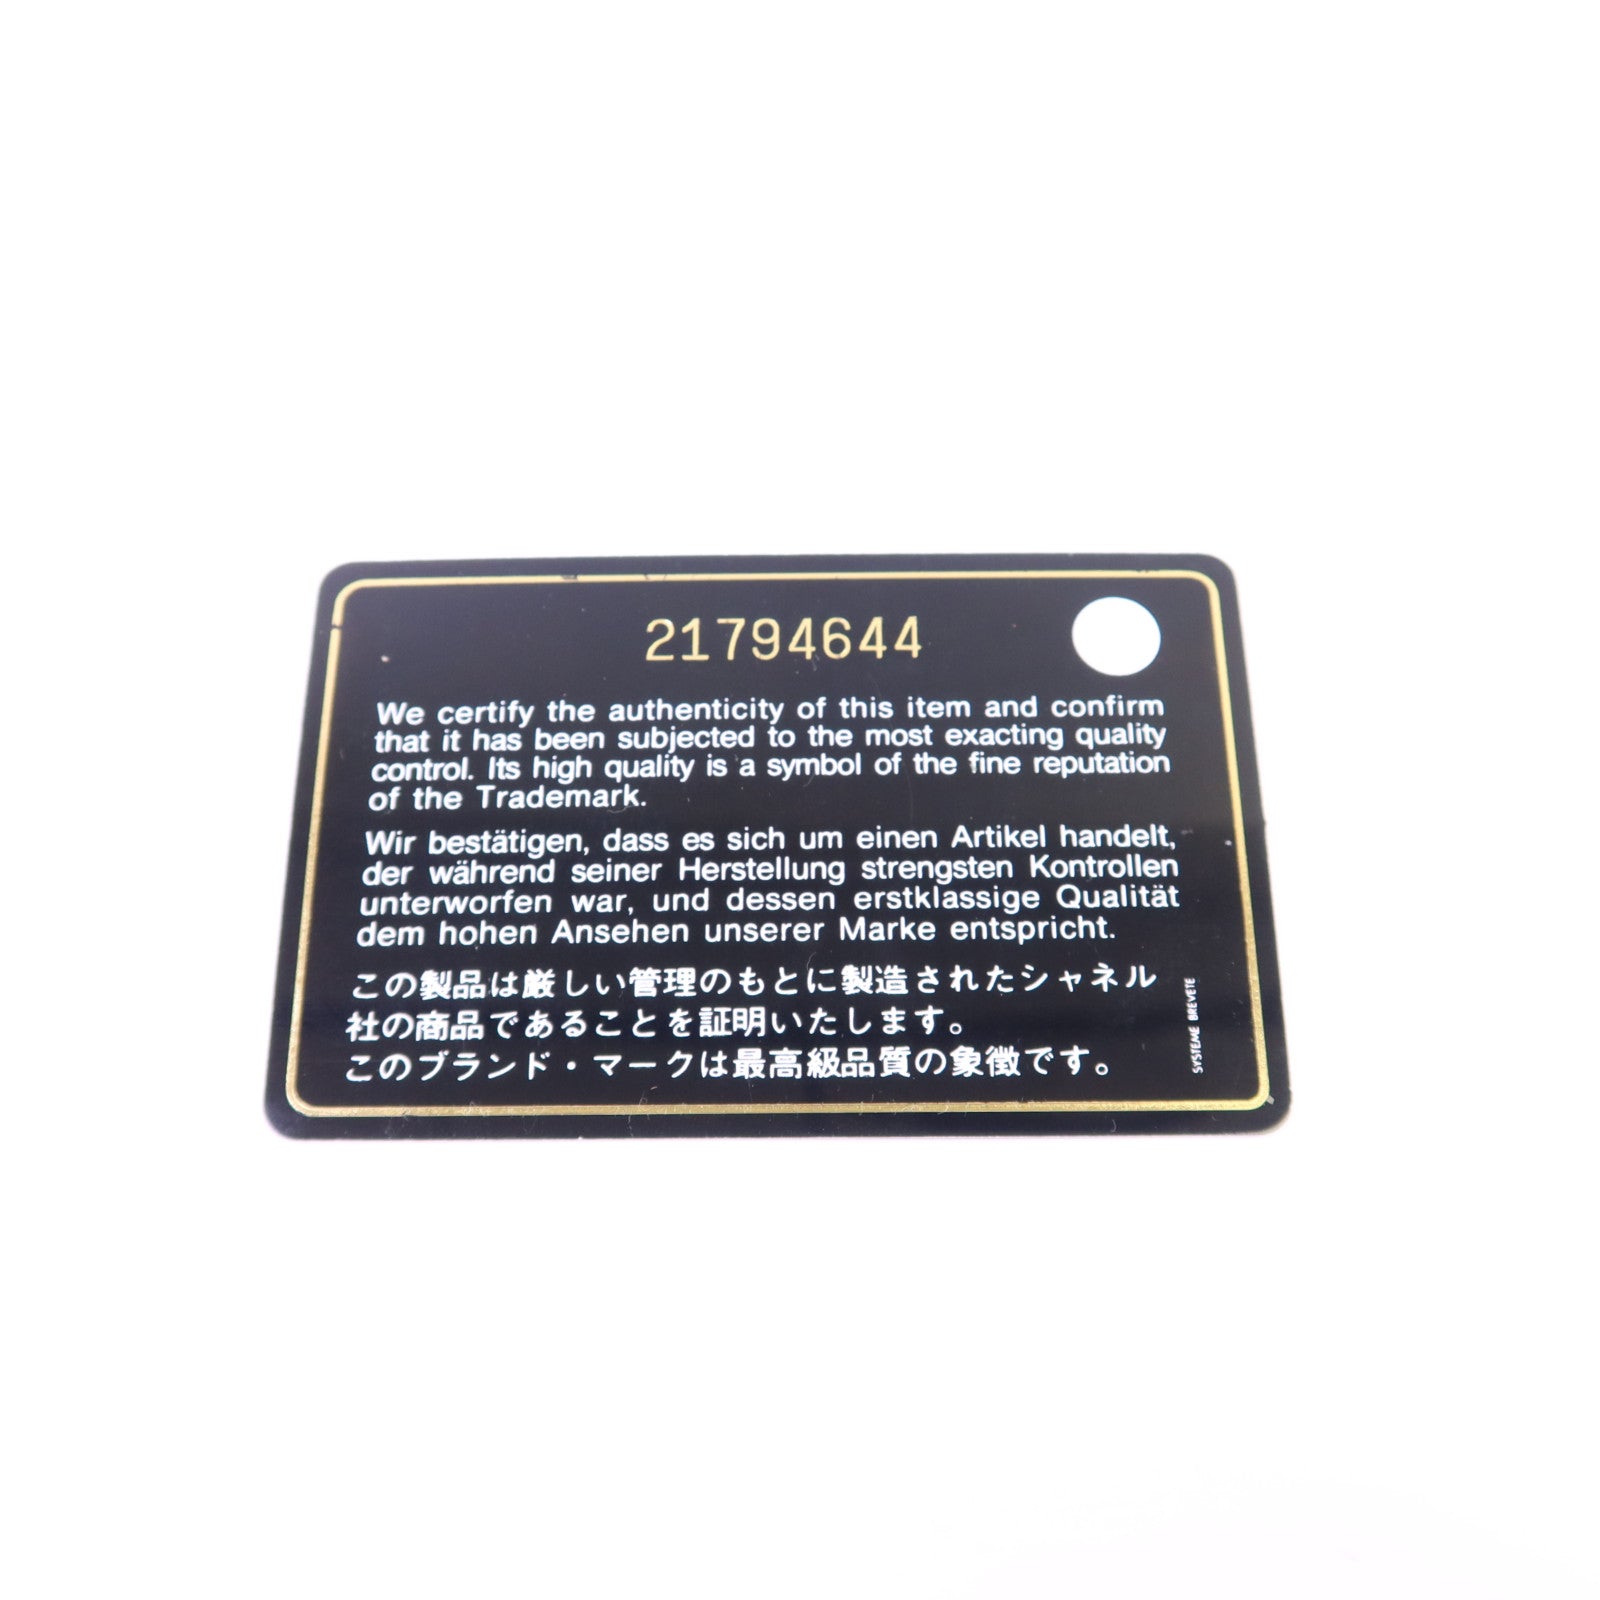 21794644
We certify the authenticity of this item and confirm
that it has been subjected to the most exacting quality
control. Its high quality is a symbol of the fine reputation
of the Trademark.
Wir bestätigen, dass es sich um einen Artikel handelt,
der während seiner Herstellung strengsten Kontrollen
unterworfen war, und dessen erstklassige Qualität
dem hohen Ansehen unserer Marke entspricht.
この製品は厳しい管理のもとに製造されたシャネル
社の商品であることを証明いたします。
このブランド・マークは最高級品質の象徴です。
SYSTEME BREVETE